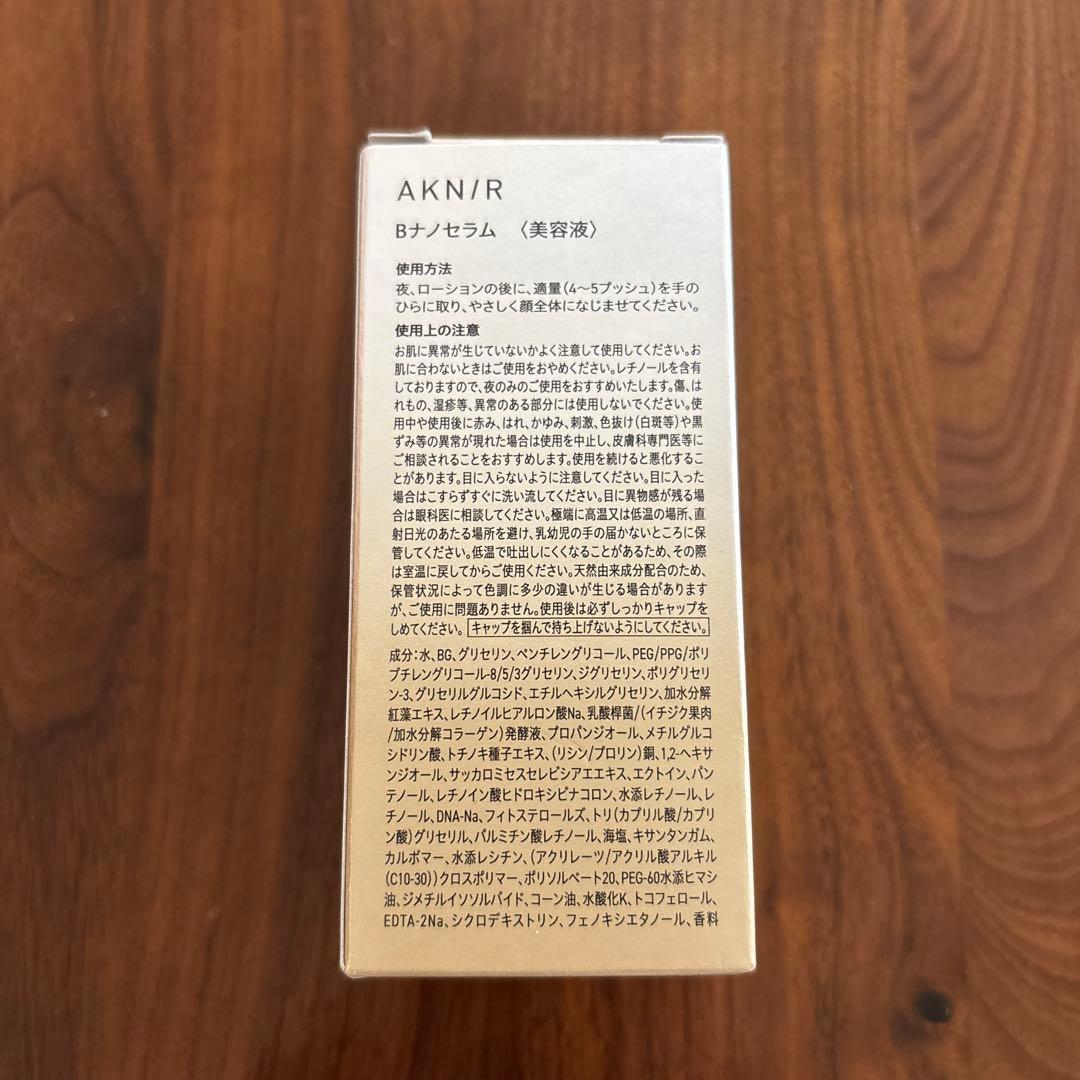 AKN/R
Bナノセラム 〈美容液〉
使用方法
夜、ローションの後に、適量(4〜5プッシュ)を手の
ひらに取り、やさしく顔全体になじませてください。
使用上の注意
お肌に異常が生じていないかよく注意して使用してください。お
肌に合わないときはご使用をおやめください。レチノールを含有
しておりますので、夜のみのご使用をおすすめいたします。傷、は
れもの、湿疹等、異常のある部分には使用しないでください。使
用中や使用後に赤み、はれ、かゆみ、刺激、色抜け(白斑等)や黒
ずみ等の異常が現れた場合は使用を中止し、皮膚科専門医等に
ご相談されることをおすすめします。使用を続けると悪化するこ
とがあります。目に入らないように注意してください。目に入った
場合はこすらずすぐに洗い流してください。目に異物感が残る場
合は眼科医に相談してください。極端に高温又は低温の場所、直
射日光のあたる場所を避け、乳幼児の手の届かないところに保
管してください。低温で吐出しにくくなることがあるため、その際
は室温に戻してからご使用ください。天然由来成分配合のため、
保管状況によって色調に多少の違いが生じる場合があります
が、ご使用に問題ありません。使用後は必ずしっかりキャップを
しめてください。 キャップを掴んで持ち上げないようにしてください。
成分：水、BG、グリセリン、ペンチレングリコール、PEG/PPG/ポリ
ブチレングリコール-8/5/3グリセリン、ジグリセリン、ポリグリセリ
ン-3、グリセリルグルコシド、エチルヘキシルグリセリン、加水分解
紅藻エキス、レチノイルヒアルロン酸Na、乳酸桿菌/(イチジク果肉
/加水分解コラーゲン)発酵液、プロパンジオール、メチルグルコ
シドリン酸、トチノキ種子エキス、(リシン/プロリン)銅、1,2-ヘキサ
ンジオール、サッカロミセスセレビシアエエキス、エクトイン、パン
テノール、レチノイン酸ヒドロキシピナコロン、水添レチノール、レ
チノール、DNA-Na、フィトステロールズ、トリ(カプリル酸/カプリ
ン酸)グリセリル、パルミチン酸レチノール、海塩、キサンタンガム、
カルボマー、水添レシチン、(アクリレーツ/アクリル酸アルキル
(C10-30))クロスポリマー、ポリソルベート20、PEG-60水添ヒマシ
油、ジメチルイソソルバイド、コーン油、水酸化K、トコフェロール、
EDTA-2Na、シクロデキストリン、フェノキシエタノール、香料